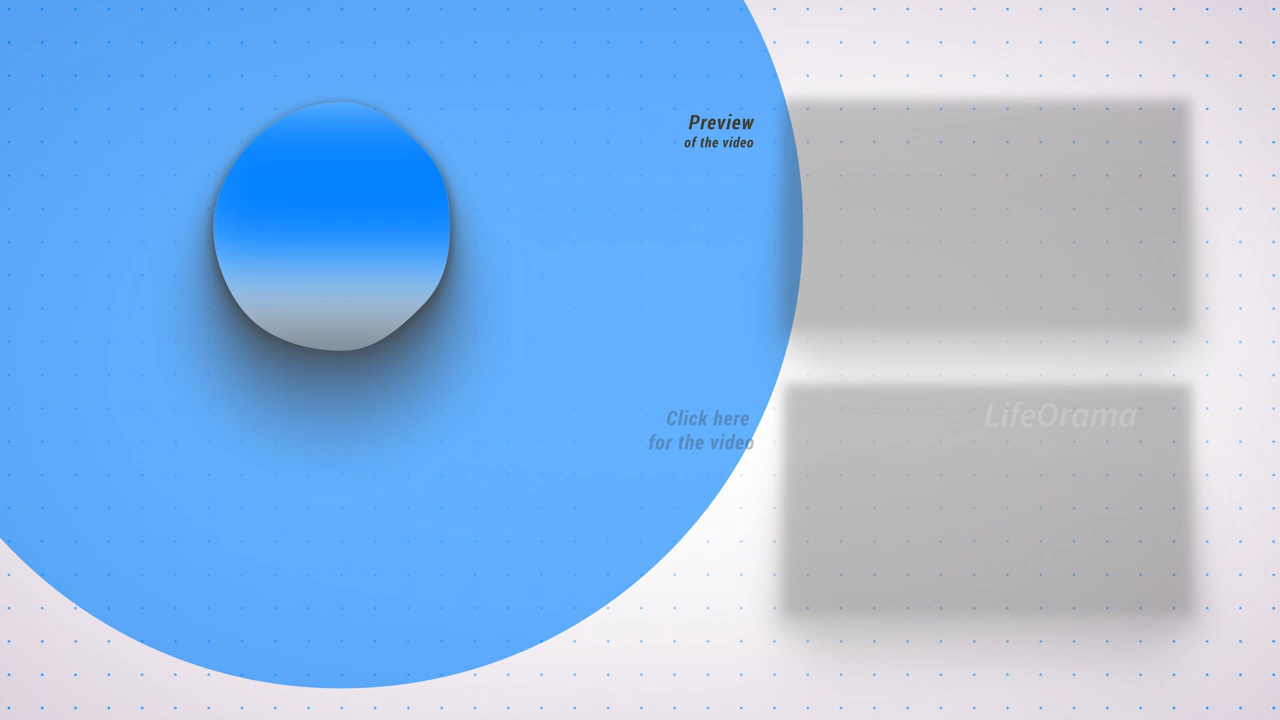 Preview
of the video
Click here
for the video
LifeOrama